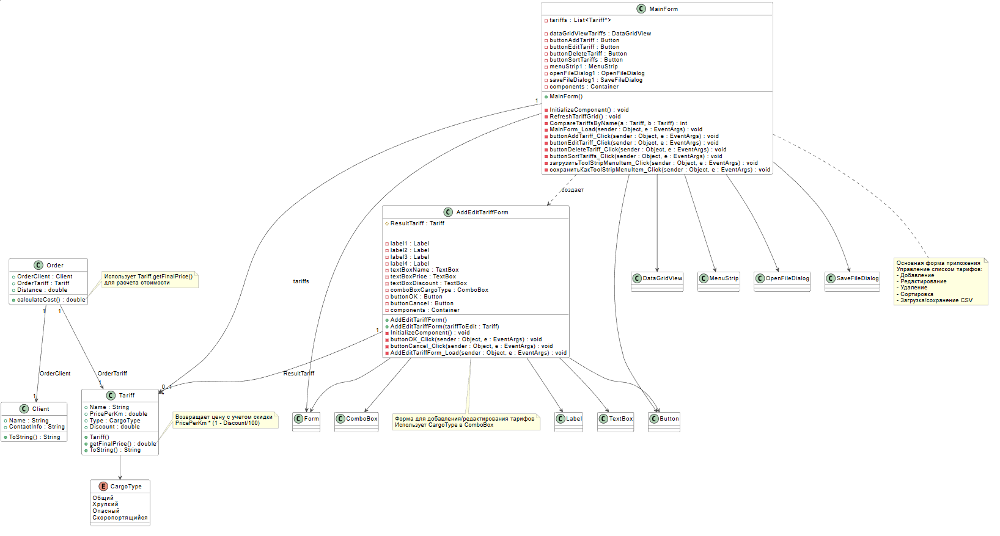 MainForm
tariffs : List<Tariff^>
dataGridViewTariffs : DataGridView
buttonAddTariff : Button
buttonEditTariff : Button
buttonDeleteTariff : Button
buttonSortTariffs : Button
menuStrip1 : MenuStrip
openFileDialog1 : OpenFileDialog
saveFileDialog1 : SaveFileDialog
components : Container
MainForm()
InitializeComponent() : void
RefreshTariffGrid() : void
CompareTariffsByName(a : Tariff, b : Tariff) : int
MainForm_Load(sender : Object, e : EventArgs) : void
buttonAddTariff_Click(sender : Object, e : EventArgs) : void
buttonEditTariff_Click(sender : Object, e : EventArgs) : void
buttonDeleteTariff_Click(sender : Object, e : EventArgs) : void
buttonSortTariffs_Click(sender : Object, e : EventArgs) : void
загрузитьToolStripMenuItem_Click(sender : Object, e : EventArgs) : void
сохранитьКакToolStripMenuItem_Click(sender : Object, e : EventArgs) : void
1
создает
AddEditTariffForm
ResultTariff : Tariff
label1 : Label
label2 : Label
label3 : Label
label4 : Label
textBoxName : TextBox
textBoxPrice : TextBox
textBoxDiscount : TextBox
comboBoxCargoType : ComboBox
buttonOK : Button
buttonCancel : Button
components : Container
AddEditTariffForm()
AddEditTariffForm(tariffToEdit : Tariff)
InitializeComponent() : void
buttonOK_Click(sender : Object, e : EventArgs) : void
buttonCancel_Click(sender : Object, e : EventArgs) : void
AddEditTariffForm_Load(sender : Object, e : EventArgs) : void
1
tariffs
ResultTariff
Order
OrderClient : Client
OrderTariff : Tariff
Distance : double
calculateCost() : double
Использует Tariff.getFinalPrice()
для расчета стоимости
1
1
OrderClient
OrderTariff
1
1
DataGridView
MenuStrip
OpenFileDialog
SaveFileDialog
Основная форма приложения
Управление списком тарифов:
- Добавление
- Редактирование
- Удаление
- Сортировка
- Загрузка/сохранение CSV
Client
Name : String
ContactInfo : String
ToString() : String
Tariff
Name : String
PricePerKm : double
Type : CargoType
Discount : double
Tariff()
getFinalPrice() : double
ToString() : String
Возвращает цену с учетом скидки
PricePerKm * (1 - Discount/100)
Form
ComboBox
Форма для добавления/редактирования тарифов
Использует CargoType в ComboBox
Label
TextBox
Button
CargoType
Общий
Хрупкий
Опасный
Скоропортящийся